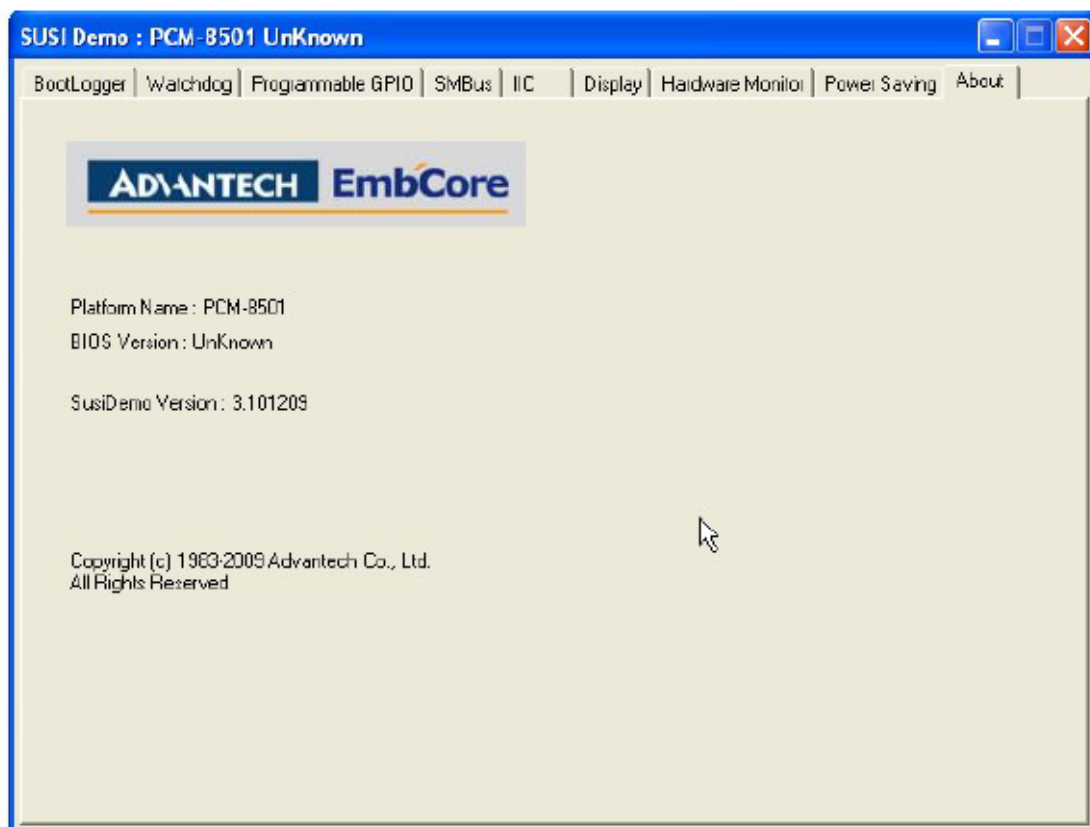 SUSI Demo : PCM-8501 UnKnown
BootLogger Watchdog Programmable GPIO SMBus IIC Display Hardware Monitor Power Saving About
ADVANTECH EmbCore
Platform Name : PCM-8501
BIOS Version : UnKnown
SusiDemo Version : 3.101209
Copyright (c) 1983-2009 Advantech Co., Ltd.
All Rights Reserved